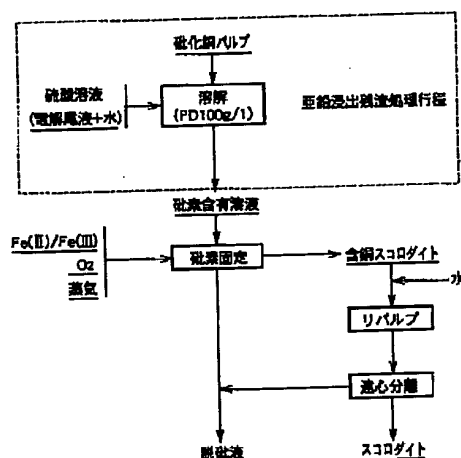 砒化銅パルプ
硫酸溶液
(電解尾液+水)
溶解
(PD100g/l)
亜鉛浸出残渣処理行程
砒素含有溶液
Fe(II)/Fe(III)
O2
蒸気
砒素固定
含銅スコロダイト
水
リパルプ
遠心分離
脱砒液
スコロダイト